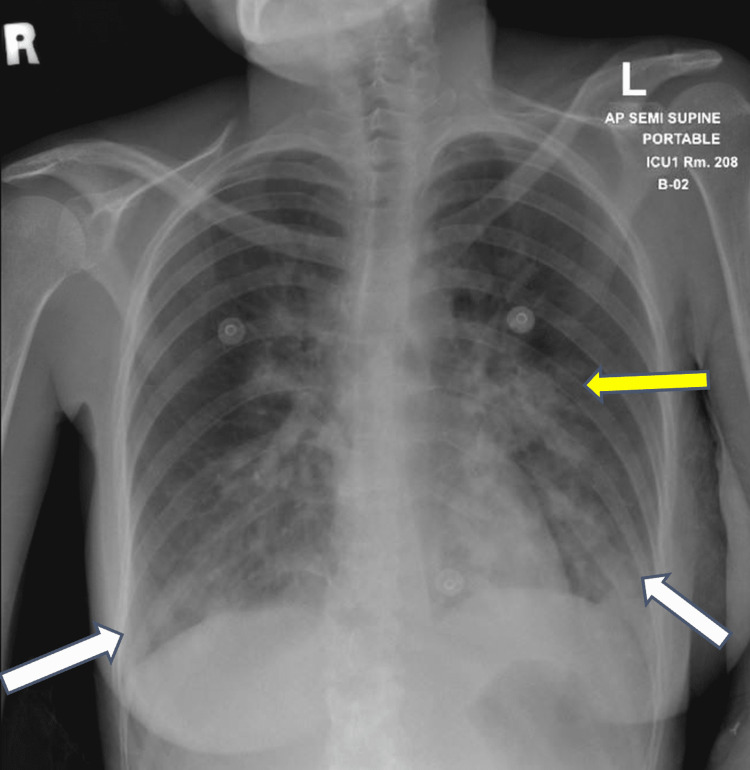 R
L
AP SEMI SUPINE
PORTABLE
ICU1 Rm. 208
B-02